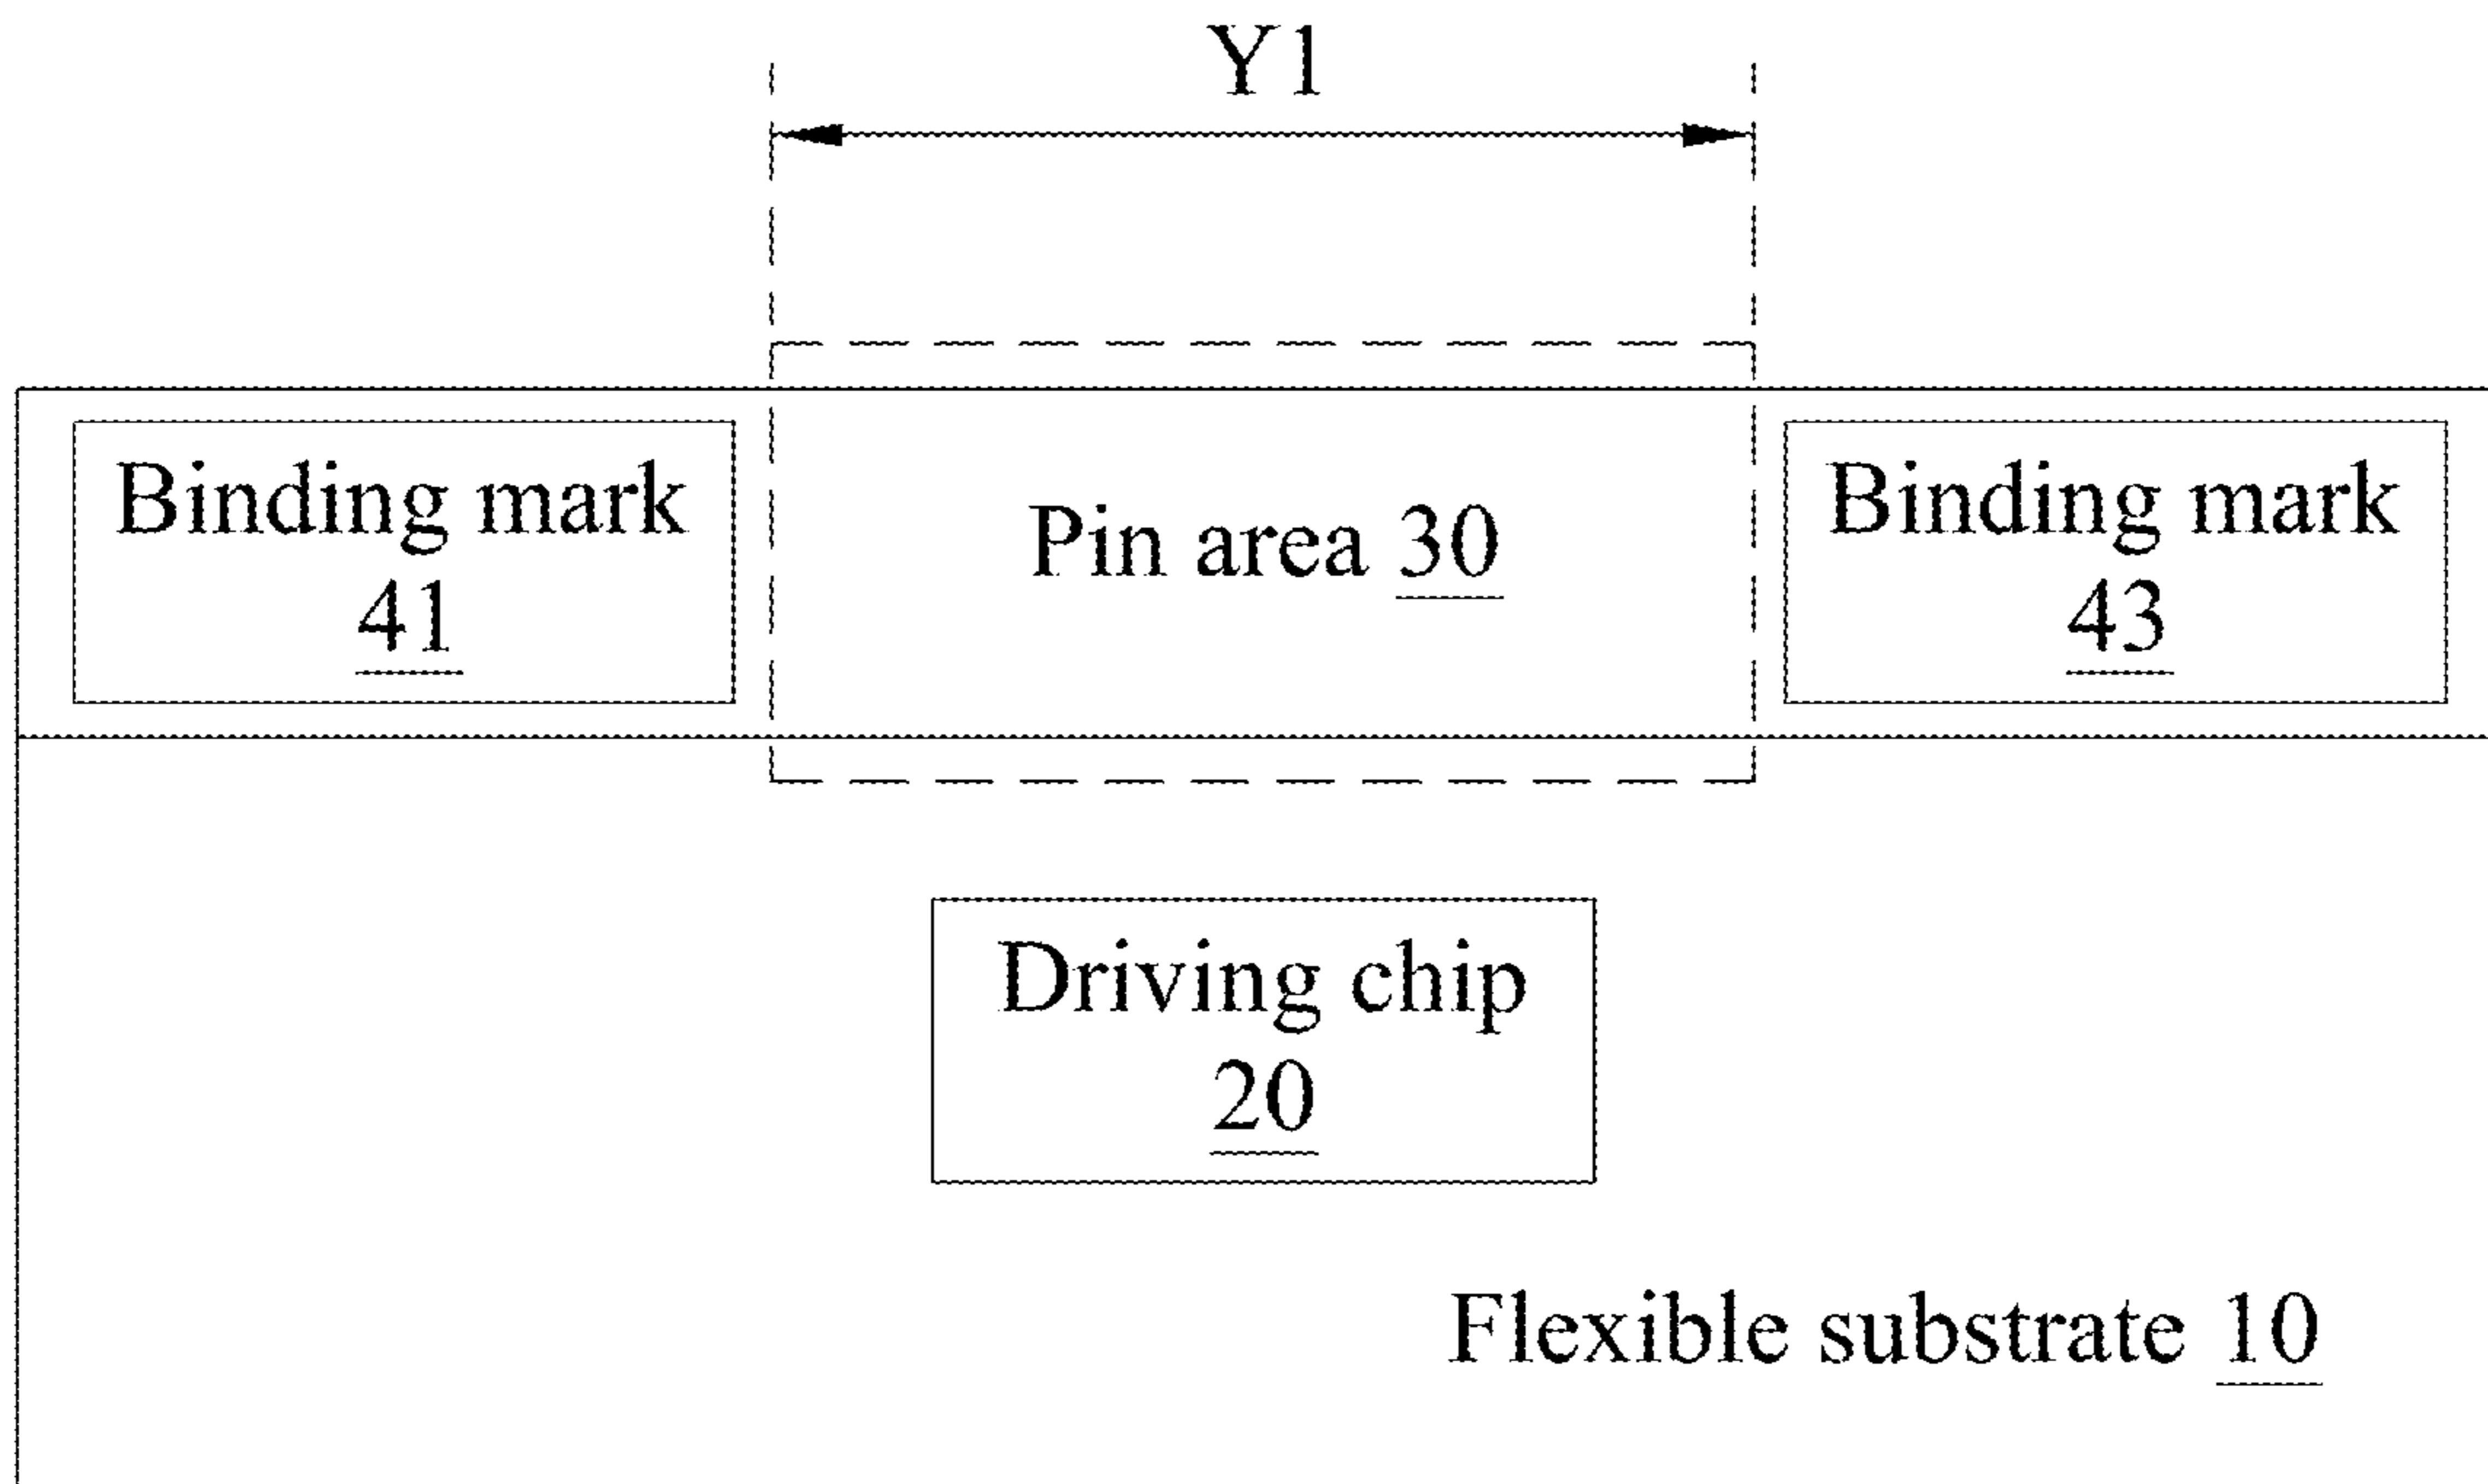 Y1
Binding mark
41
Pin area 30
Binding mark
43
Driving chip
20
Flexible substrate 10